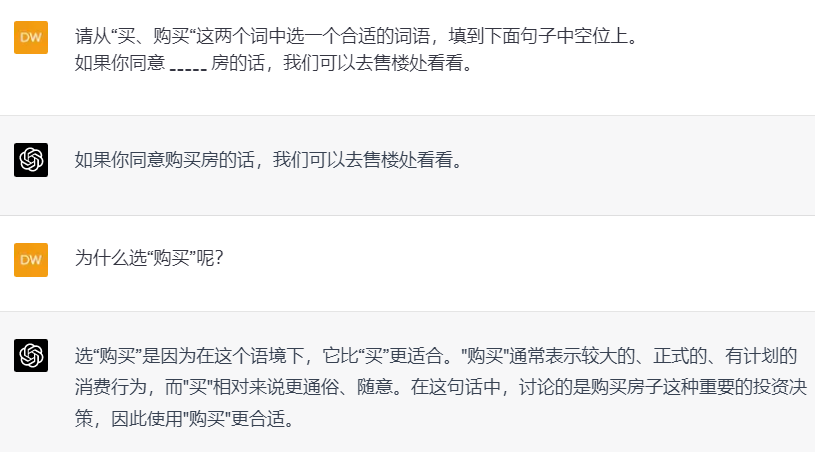 DW
请从“买、购买“这两个词中选一个合适的词语，填到下面句子中空位上。
如果你同意 _____ 房的话，我们可以去售楼处看看。
如果你同意购买房的话，我们可以去售楼处看看。
DW
为什么选“购买”呢？
选“购买”是因为在这个语境下，它比“买”更适合。"购买"通常表示较大的、正式的、有计划的
消费行为，而"买"相对来说更通俗、随意。在这句话中，讨论的是购买房子这种重要的投资决
策，因此使用"购买"更合适。